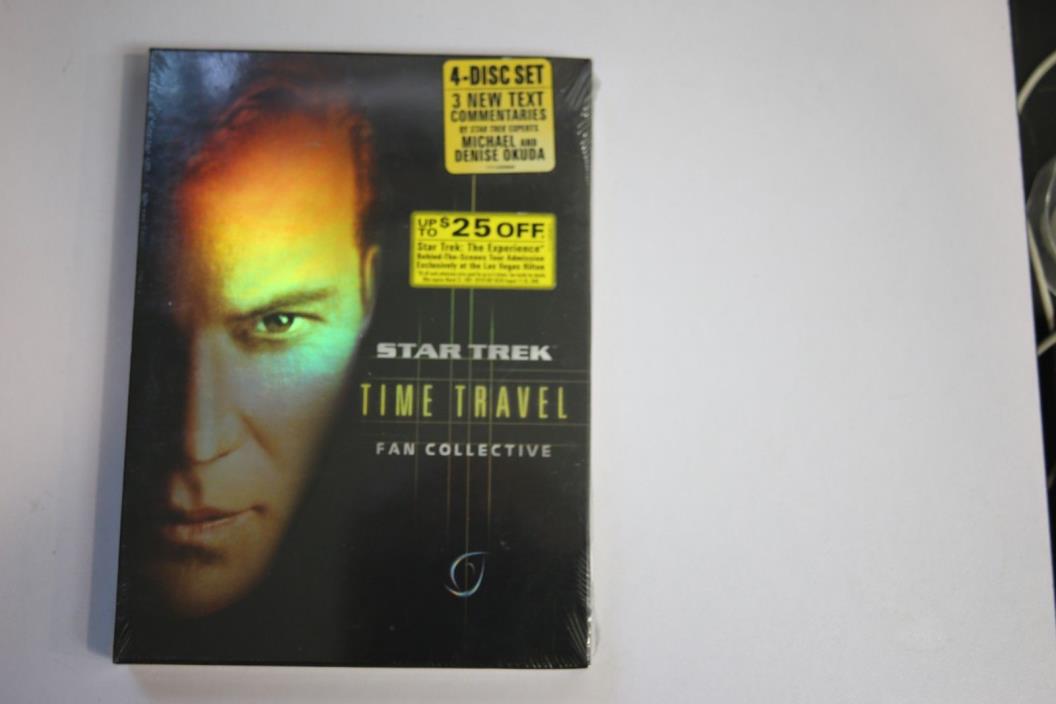 4-DISC SET
3 NEW TEXT
COMMENTARIES
BY STAR TREK EXPERTS
MICHAEL AND
DENISE OKUDA
UP TO $25 OFF
Star Trek: The Experience
Behind-The-Scenes Tour Admission
Exclusively at the Las Vegas Hilton
STAR TREK
TIME TRAVEL
FAN COLLECTIVE